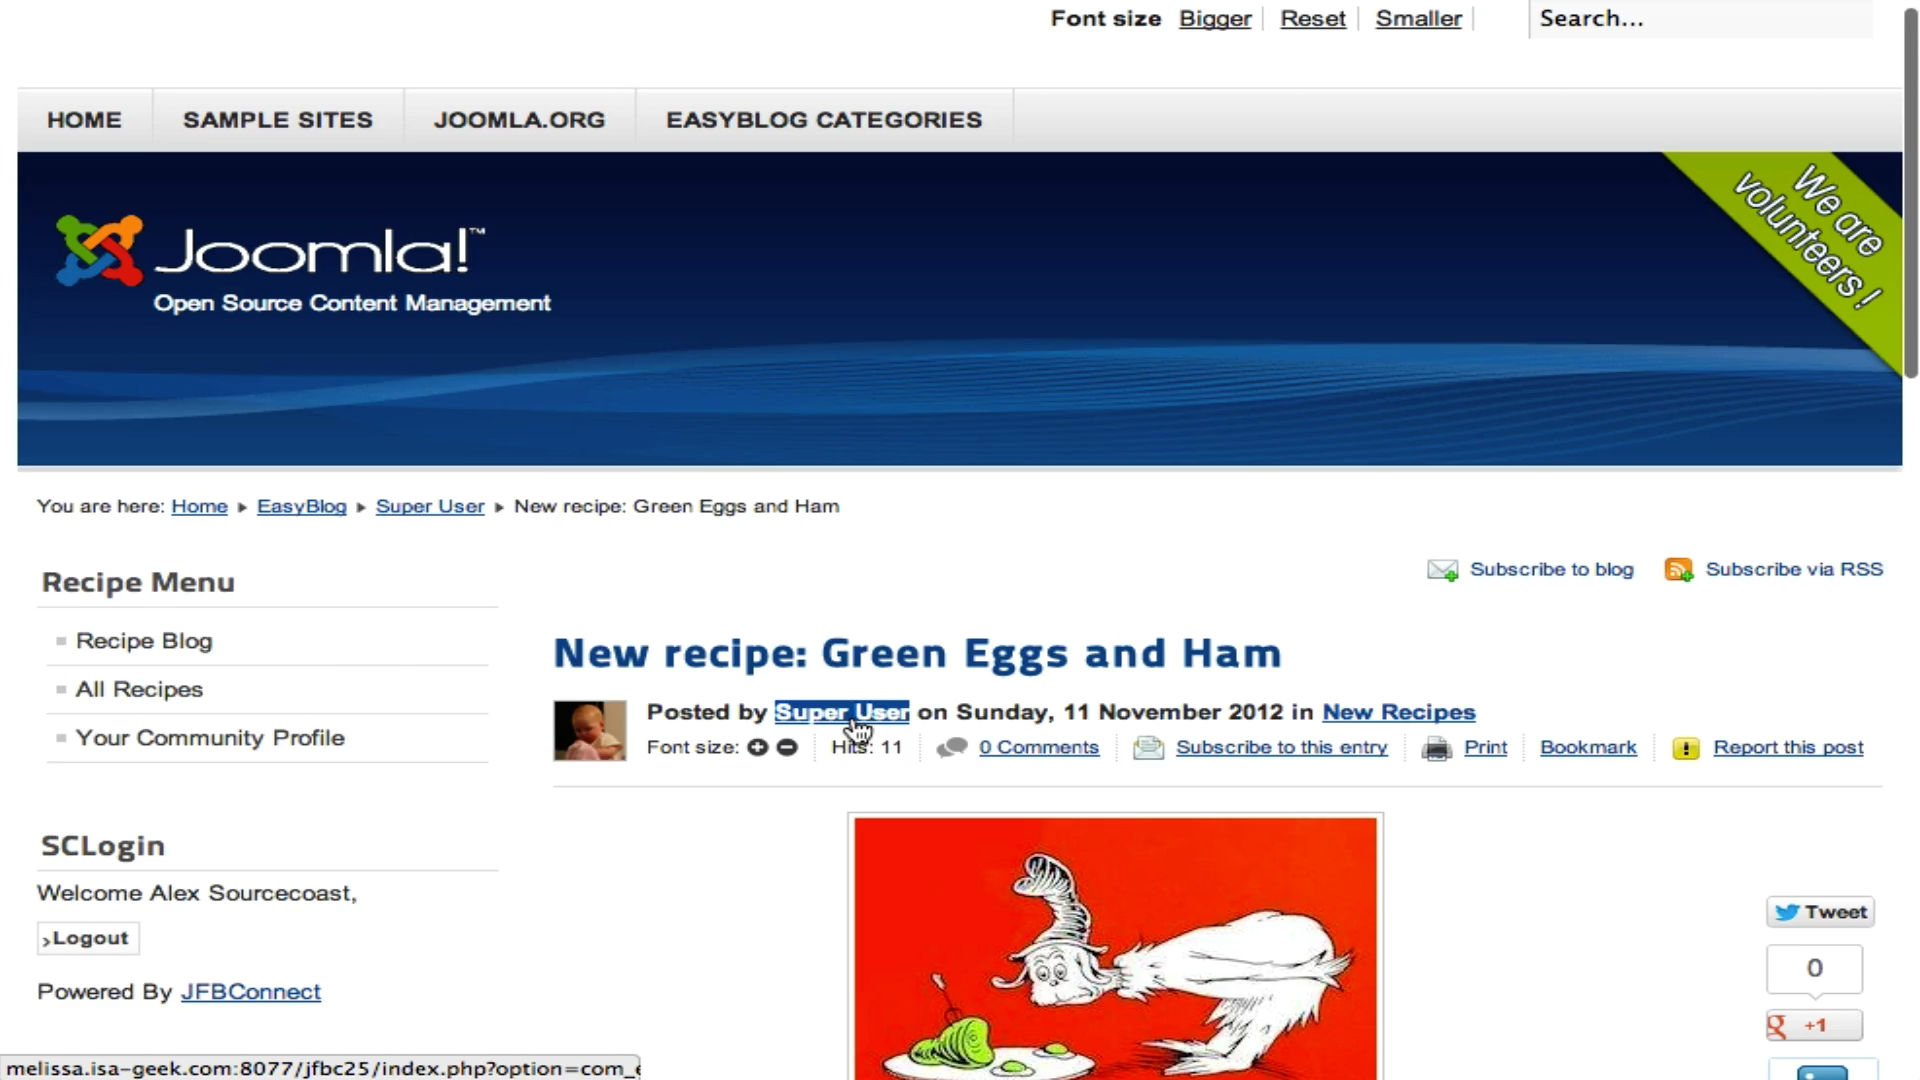 Font size Bigger Reset Smaller Search...
HOME SAMPLE SITES JOOMLA.ORG EASYBLOG CATEGORIES
We are
volunteers!
Joomla!™
Open Source Content Management
You are here: Home EasyBlog Super User New recipe: Green Eggs and Ham
Subscribe to blog Subscribe via RSS
Recipe Menu
Recipe Blog
All Recipes
Your Community Profile
New recipe: Green Eggs and Ham
Posted by Super User on Sunday, 11 November 2012 in New Recipes
Font size: Hits: 11 0 Comments Subscribe to this entry Print Bookmark Report this post
SCLogin
Welcome Alex Sourcecoast,
Logout
Powered By JFBConnect
Tweet
0
g +1
melissa.isa-geek.com:8077/jfbc25/index.php?option=com_